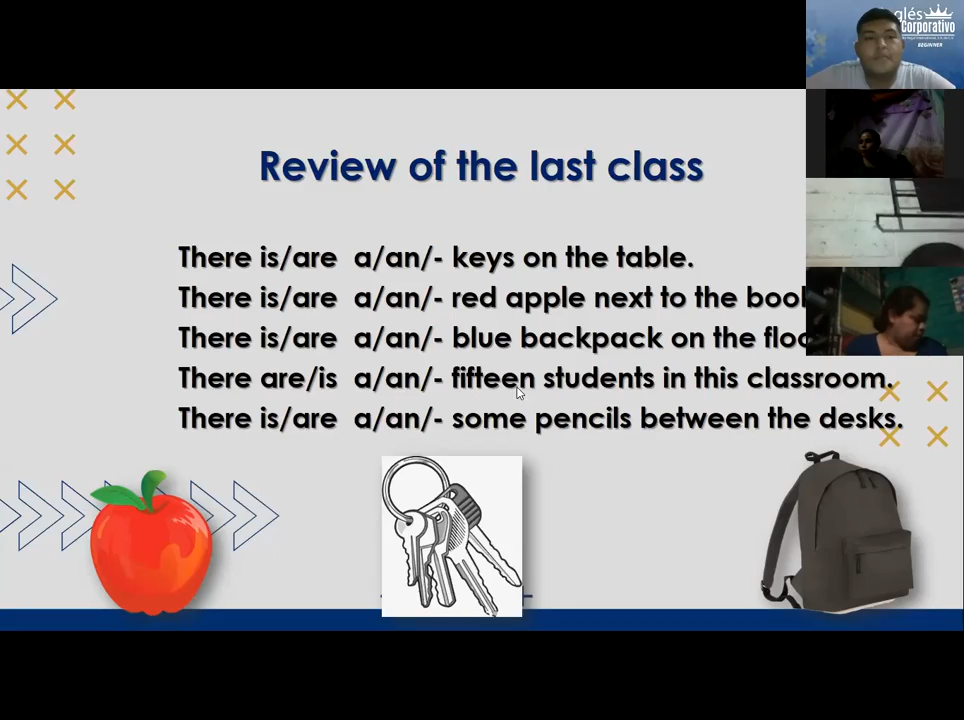 Corporativo
BEGINNER
Review of the last class
There is/are a/an/- keys on the table.
There is/are a/an/- red apple next to the
There is/are a/an/- blue backpack on the
There are/is a/an/- fifteen students in this classroom.
There is/are a/an/- some pencils between the desks.